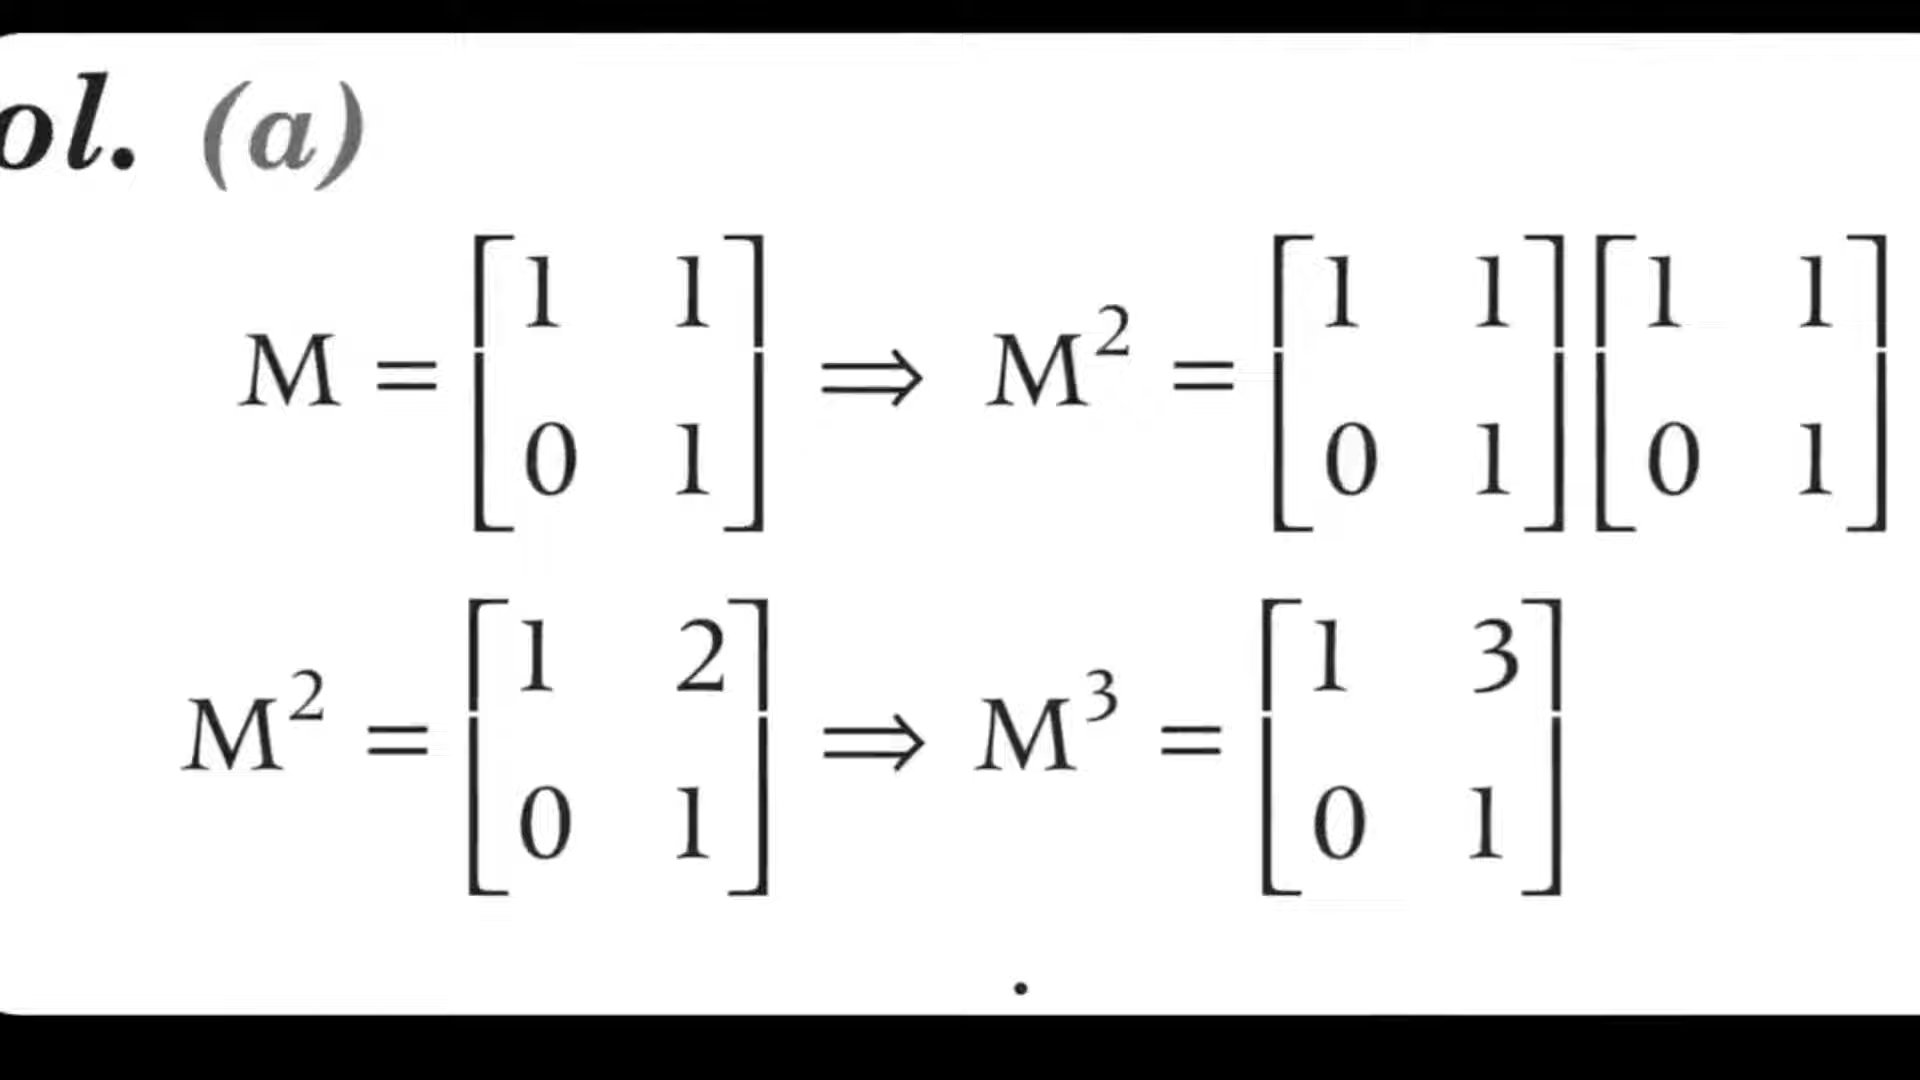 ol. (a)
M = [1 1; 0 1] ⇒ M² = [1 1; 0 1][1 1; 0 1]
M² = [1 2; 0 1] ⇒ M³ = [1 3; 0 1]
.